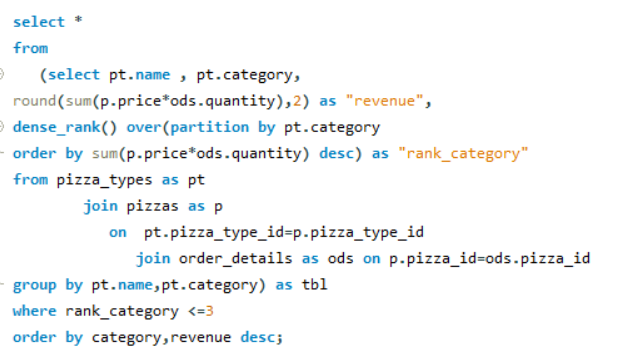 select *
from
(select pt.name , pt.category,
round(sum(p.price*ods.quantity),2) as "revenue",
dense_rank() over(partition by pt.category
order by sum(p.price*ods.quantity) desc) as "rank_category"
from pizza_types as pt
join pizzas as p
on pt.pizza_type_id=p.pizza_type_id
join order_details as ods on p.pizza_id=ods.pizza_id
group by pt.name,pt.category) as tbl
where rank_category <=3
order by category,revenue desc;